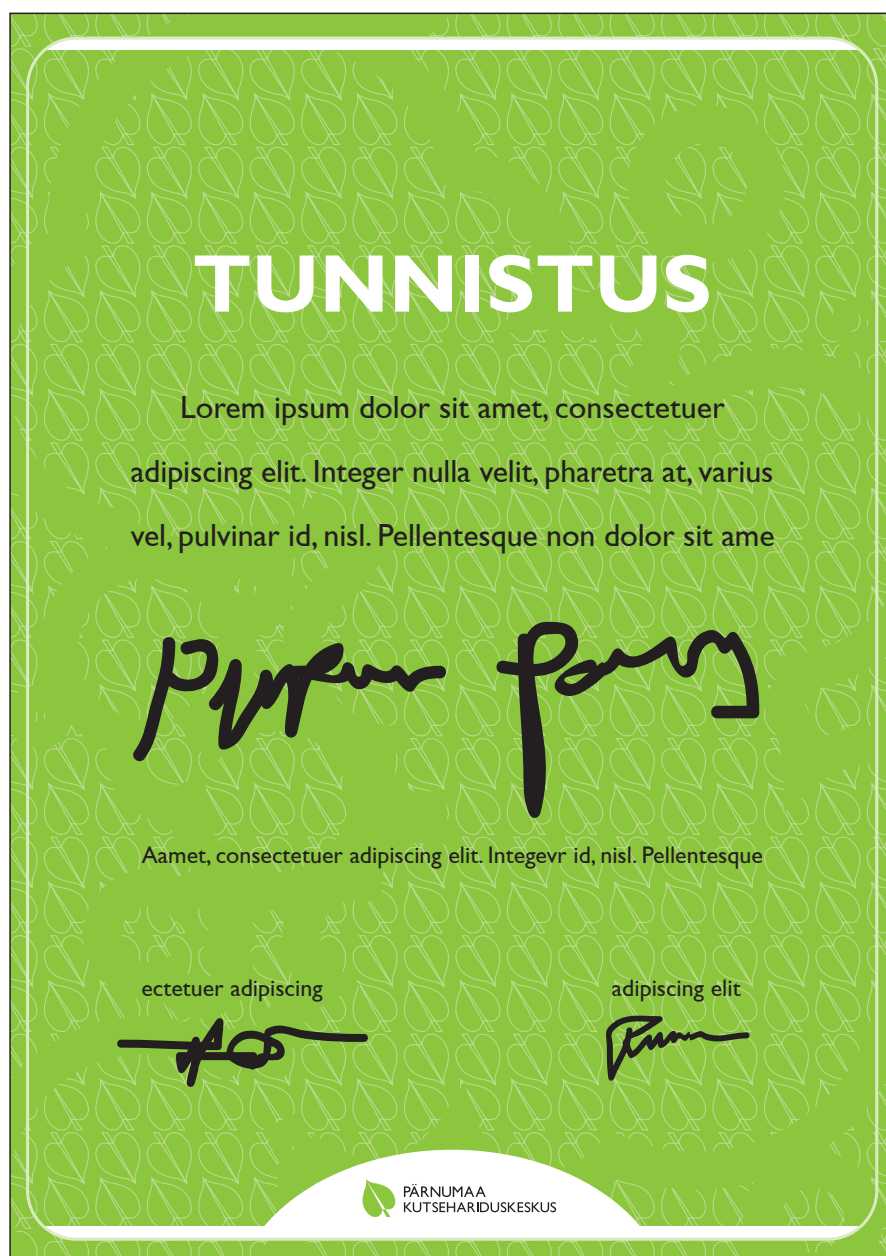 TUNNISTUS
Lorem ipsum dolor sit amet, consectetuer
adipiscing elit. Integer nulla velit, pharetra at, varius
vel, pulvinar id, nisl. Pellentesque non dolor sit ame
Aamet, consectetuer adipiscing elit. Integevr id, nisl. Pellentesque
ectetuer adipiscing
adipiscing elit
PÄRNUMAA
KUTSEHARIDUSKESKUS